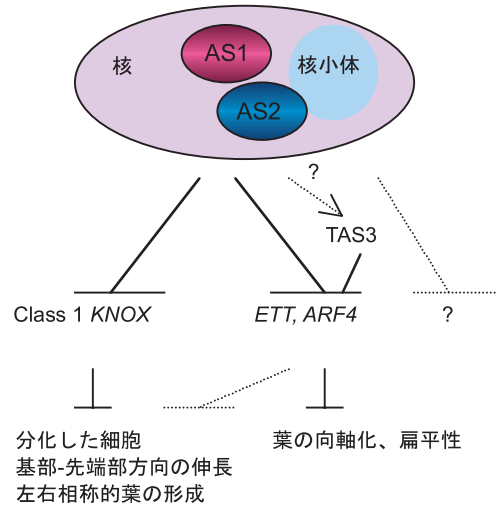 核
AS1
核小体
AS2
?
TAS3
Class 1 KNOX
ETT, ARF4
?
分化した細胞
基部-先端部方向の伸長
左右相称的葉の形成
葉の向軸化、扁平性